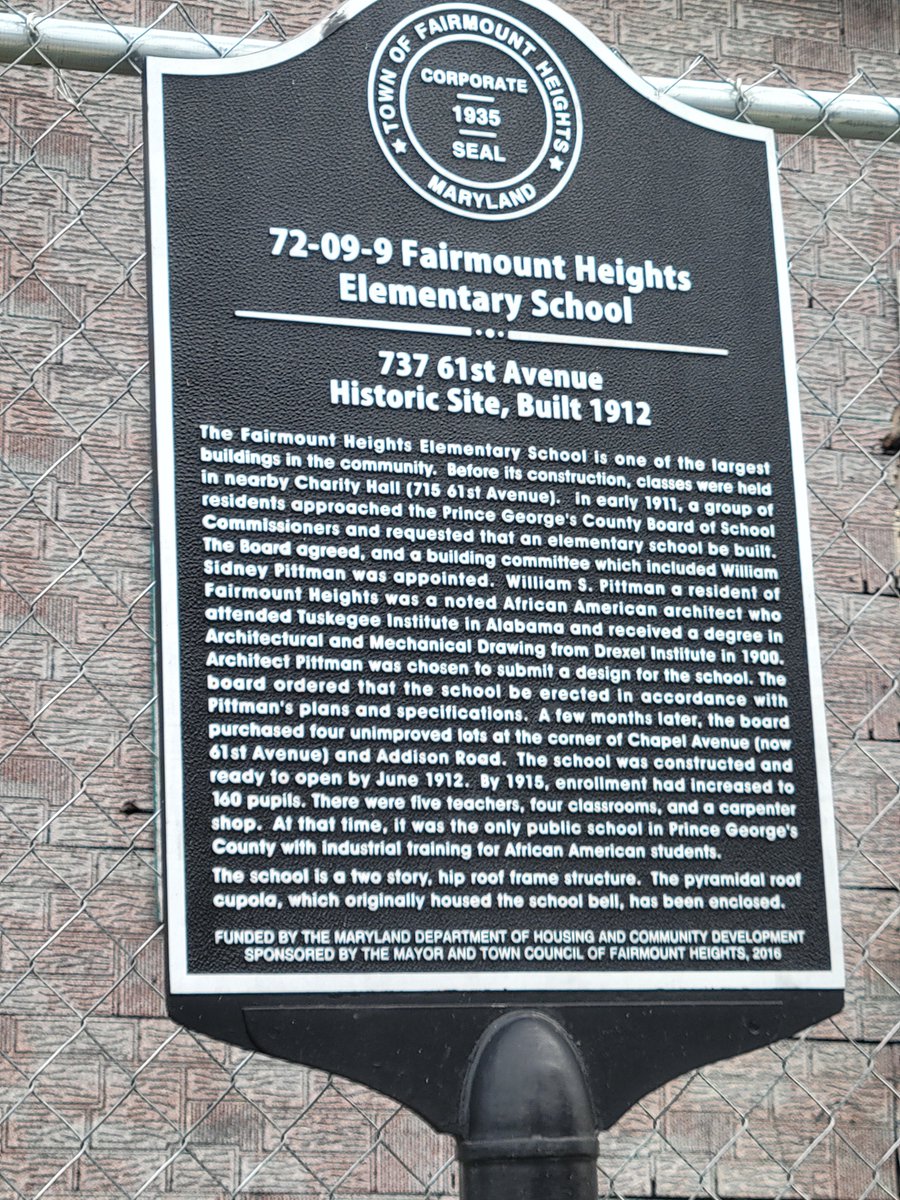 TOWN OF FAIRMOUNT HEIGHTS
CORPORATE
1935
SEAL
MARYLAND
72-09-9 Fairmount Heights
Elementary School
737 61st Avenue
Historic Site, Built 1912
The Fairmount Heights Elementary School is one of the largest
buildings in the community. Before its construction, classes were held
in nearby Charity Hall (715 61st Avenue). In early 1911, a group of
residents approached the Prince George's County Board of School
Commissioners and requested that an elementary school be built.
The Board agreed, and a building committee which included William
Sidney Pittman was appointed. William S. Pittman a resident of
Fairmount Heights was a noted African American architect who
attended Tuskegee Institute in Alabama and received a degree in
Architectural and Mechanical Drawing from Drexel Institute in 1900.
Architect Pittman was chosen to submit a design for the school. The
board ordered that the school be erected in accordance with
Pittman's plans and specifications. A few months later, the board
purchased four unimproved lots at the corner of Chapel Avenue (now
61st Avenue) and Addison Road. The school was constructed and
ready to open by June 1912. By 1915, enrollment had increased to
160 pupils. There were five teachers, four classrooms, and a carpenter
shop. At that time, it was the only public school in Prince George's
County with industrial training for African American students.
The school is a two story, hip roof frame structure. The pyramidal roof
cupola, which originally housed the school bell, has been enclosed.
FUNDED BY THE MARYLAND DEPARTMENT OF HOUSING AND COMMUNITY DEVELOPMENT
SPONSORED BY THE MAYOR AND TOWN COUNCIL OF FAIRMOUNT HEIGHTS, 2016